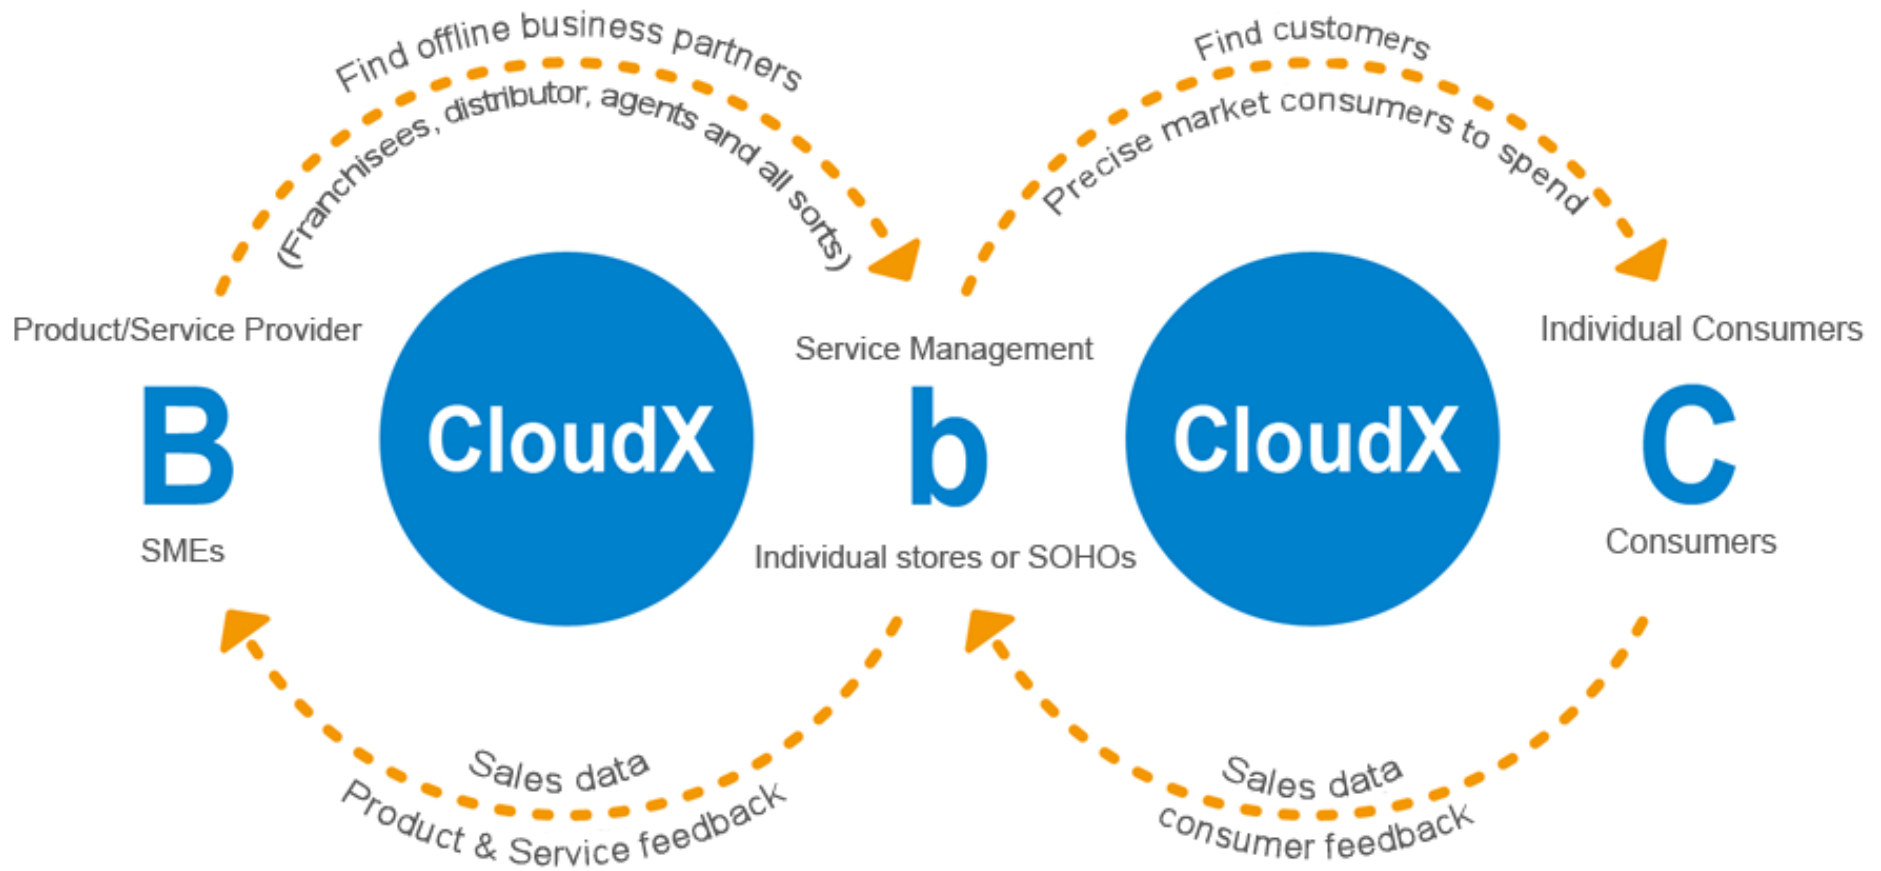 Find offline business partners
(Franchisees, distributor, agents and all sorts)
Find customers
Precise market consumers to spend
Product/Service Provider
B
SMEs
CloudX
Service Management
b
Individual stores or SOHOs
CloudX
Individual Consumers
C
Consumers
Sales data
Product & Service feedback
Sales data
consumer feedback